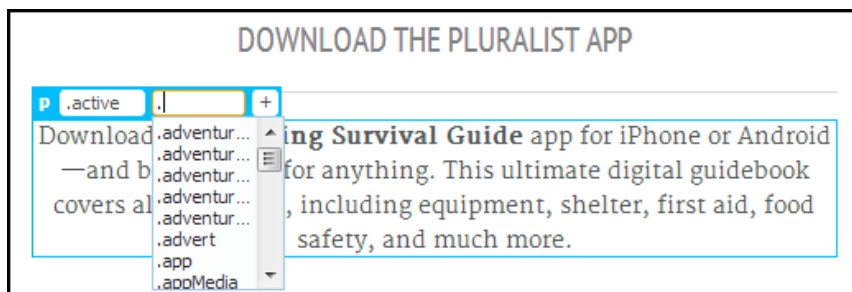 DOWNLOAD THE PLURALIST APP
p .active . +
Download ing Survival Guide app for iPhone or Android
.adventur...
.adventur...
—and b for anything. This ultimate digital guidebook
.adventur...
.adventur...
covers al , including equipment, shelter, first aid, food
.adventur...
.advert
safety, and much more.
.app
.appMedia